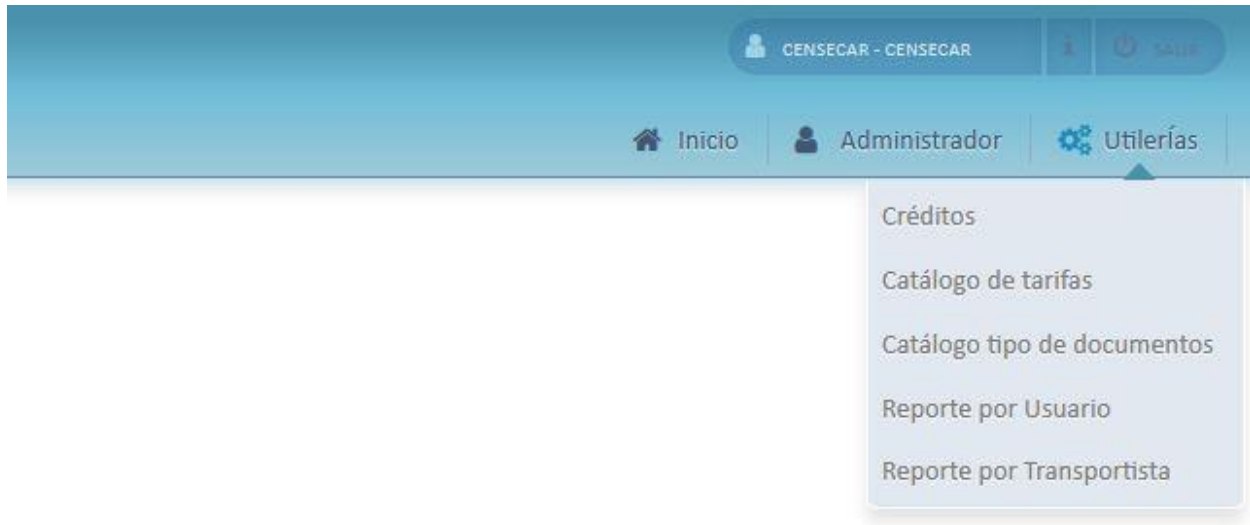 CENSECAR - CENSECAR
SALIR
Inicio
Administrador
UtilerÍas
Créditos
Catálogo de tarifas
Catálogo tipo de documentos
Reporte por Usuario
Reporte por Transportista